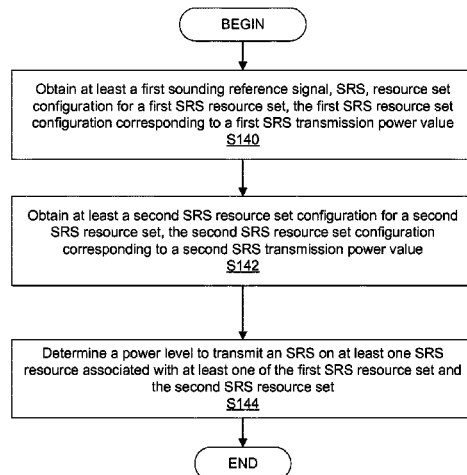 BEGIN
Obtain at least a first sounding reference signal, SRS, resource set
configuration for a first SRS resource set, the first SRS resource set
configuration corresponding to a first SRS transmission power value
S140
Obtain at least a second SRS resource set configuration for a second
SRS resource set, the second SRS resource set configuration
corresponding to a second SRS transmission power value
S142
Determine a power level to transmit an SRS on at least one SRS
resource associated with at least one of the first SRS resource set and
the second SRS resource set
S144
END